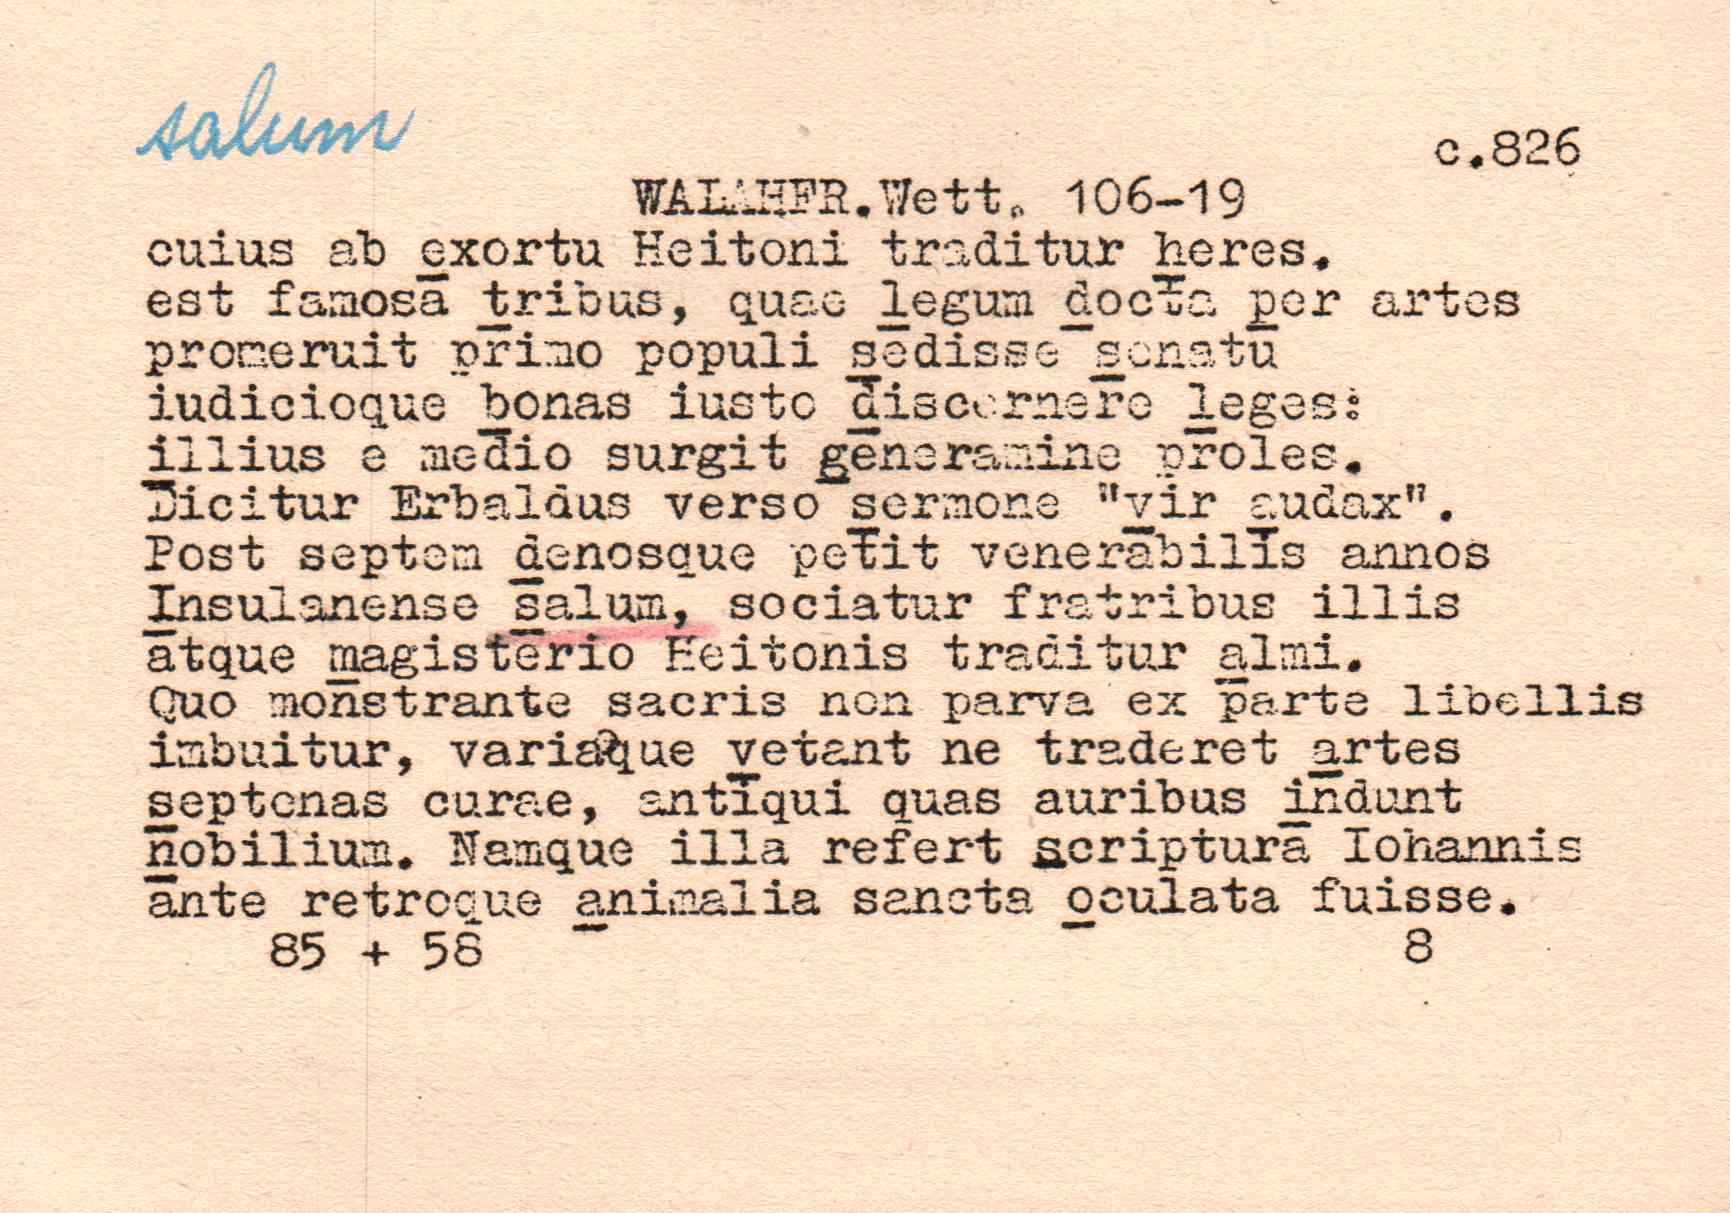 salum
c.826
WALAHFR.Wett. 106-19
cuius ab exortu Heitoni traditur heres.
est famosa tribus, quae legum docta per artes
promeruit primo populi sedisse senatu
iudicioque bonas iusto discernere leges:
illius e medio surgit generamine proles.
Dicitur Erbaldus verso sermone "vir audax".
Post septem denosque petit venerabilis annos
Insulanense salum, sociatur fratribus illis
atque magisterio Heitonis traditur almi.
Quo monstrante sacris non parva ex parte libellis
imbuitur, variaque vetant ne traderet artes
septenas curae, antiqui quas auribus indunt
nobilium. Namque illa refert scriptura Iohannis
ante retroque animalia sancta oculata fuisse.
85 + 58 8